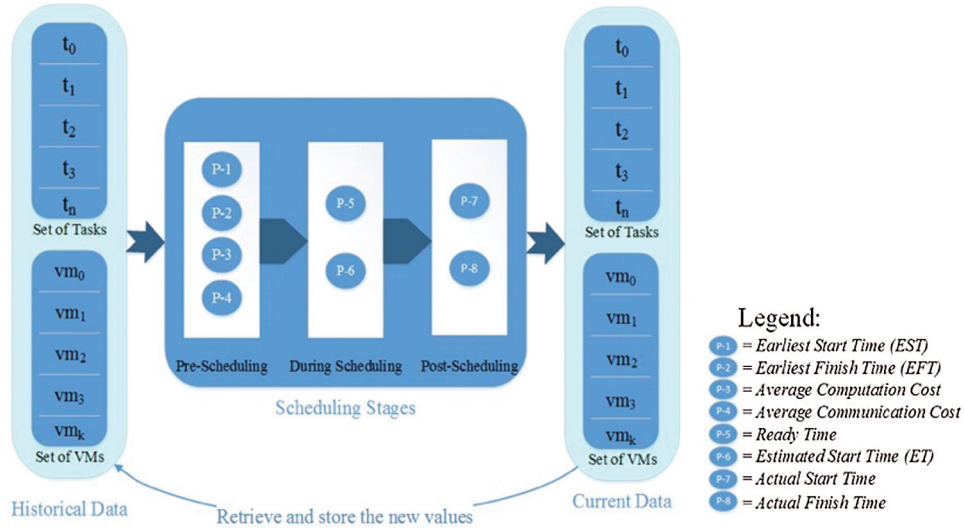 t0
t1
t2
t3
tn
Set of Tasks
vm0
vm1
vm2
vm3
vmk
Set of VMs
Historical Data
P-1
P-2
P-3
P-4
Pre-Scheduling
P-5
P-6
During Scheduling
P-7
P-8
Post-Scheduling
Scheduling Stages
t0
t1
t2
t3
tn
Set of Tasks
vm0
vm1
vm2
vm3
vmk
Set of VMs
Current Data
Retrieve and store the new values
Legend:
P-1 = Earliest Start Time (EST)
P-2 = Earliest Finish Time (EFT)
P-3 = Average Computation Cost
P-4 = Average Communication Cost
P-5 = Ready Time
P-6 = Estimated Start Time (ET)
P-7 = Actual Start Time
P-8 = Actual Finish Time